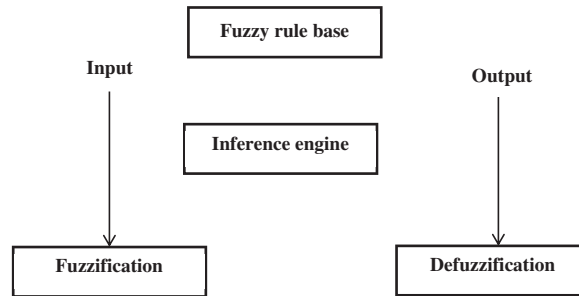 Fuzzy rule base
Input
Output
Inference engine
Fuzzification
Defuzzification